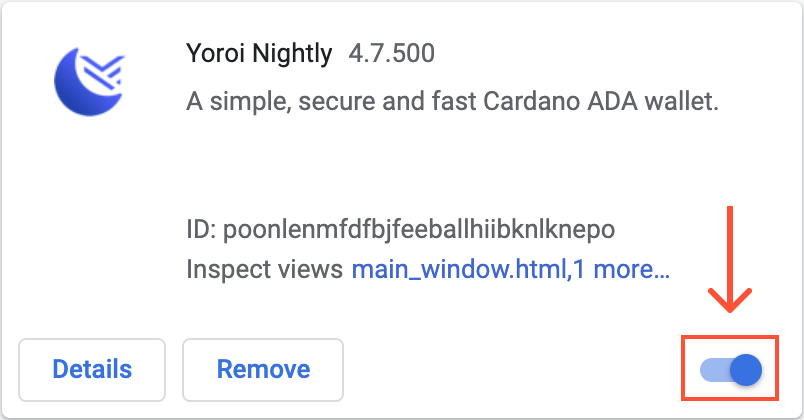 Yoroi Nightly 4.7.500
A simple, secure and fast Cardano ADA wallet.
ID: poonlenmfdfbjfeeballhiibknlknepo
Inspect views main_window.html,1 more...
Details Remove